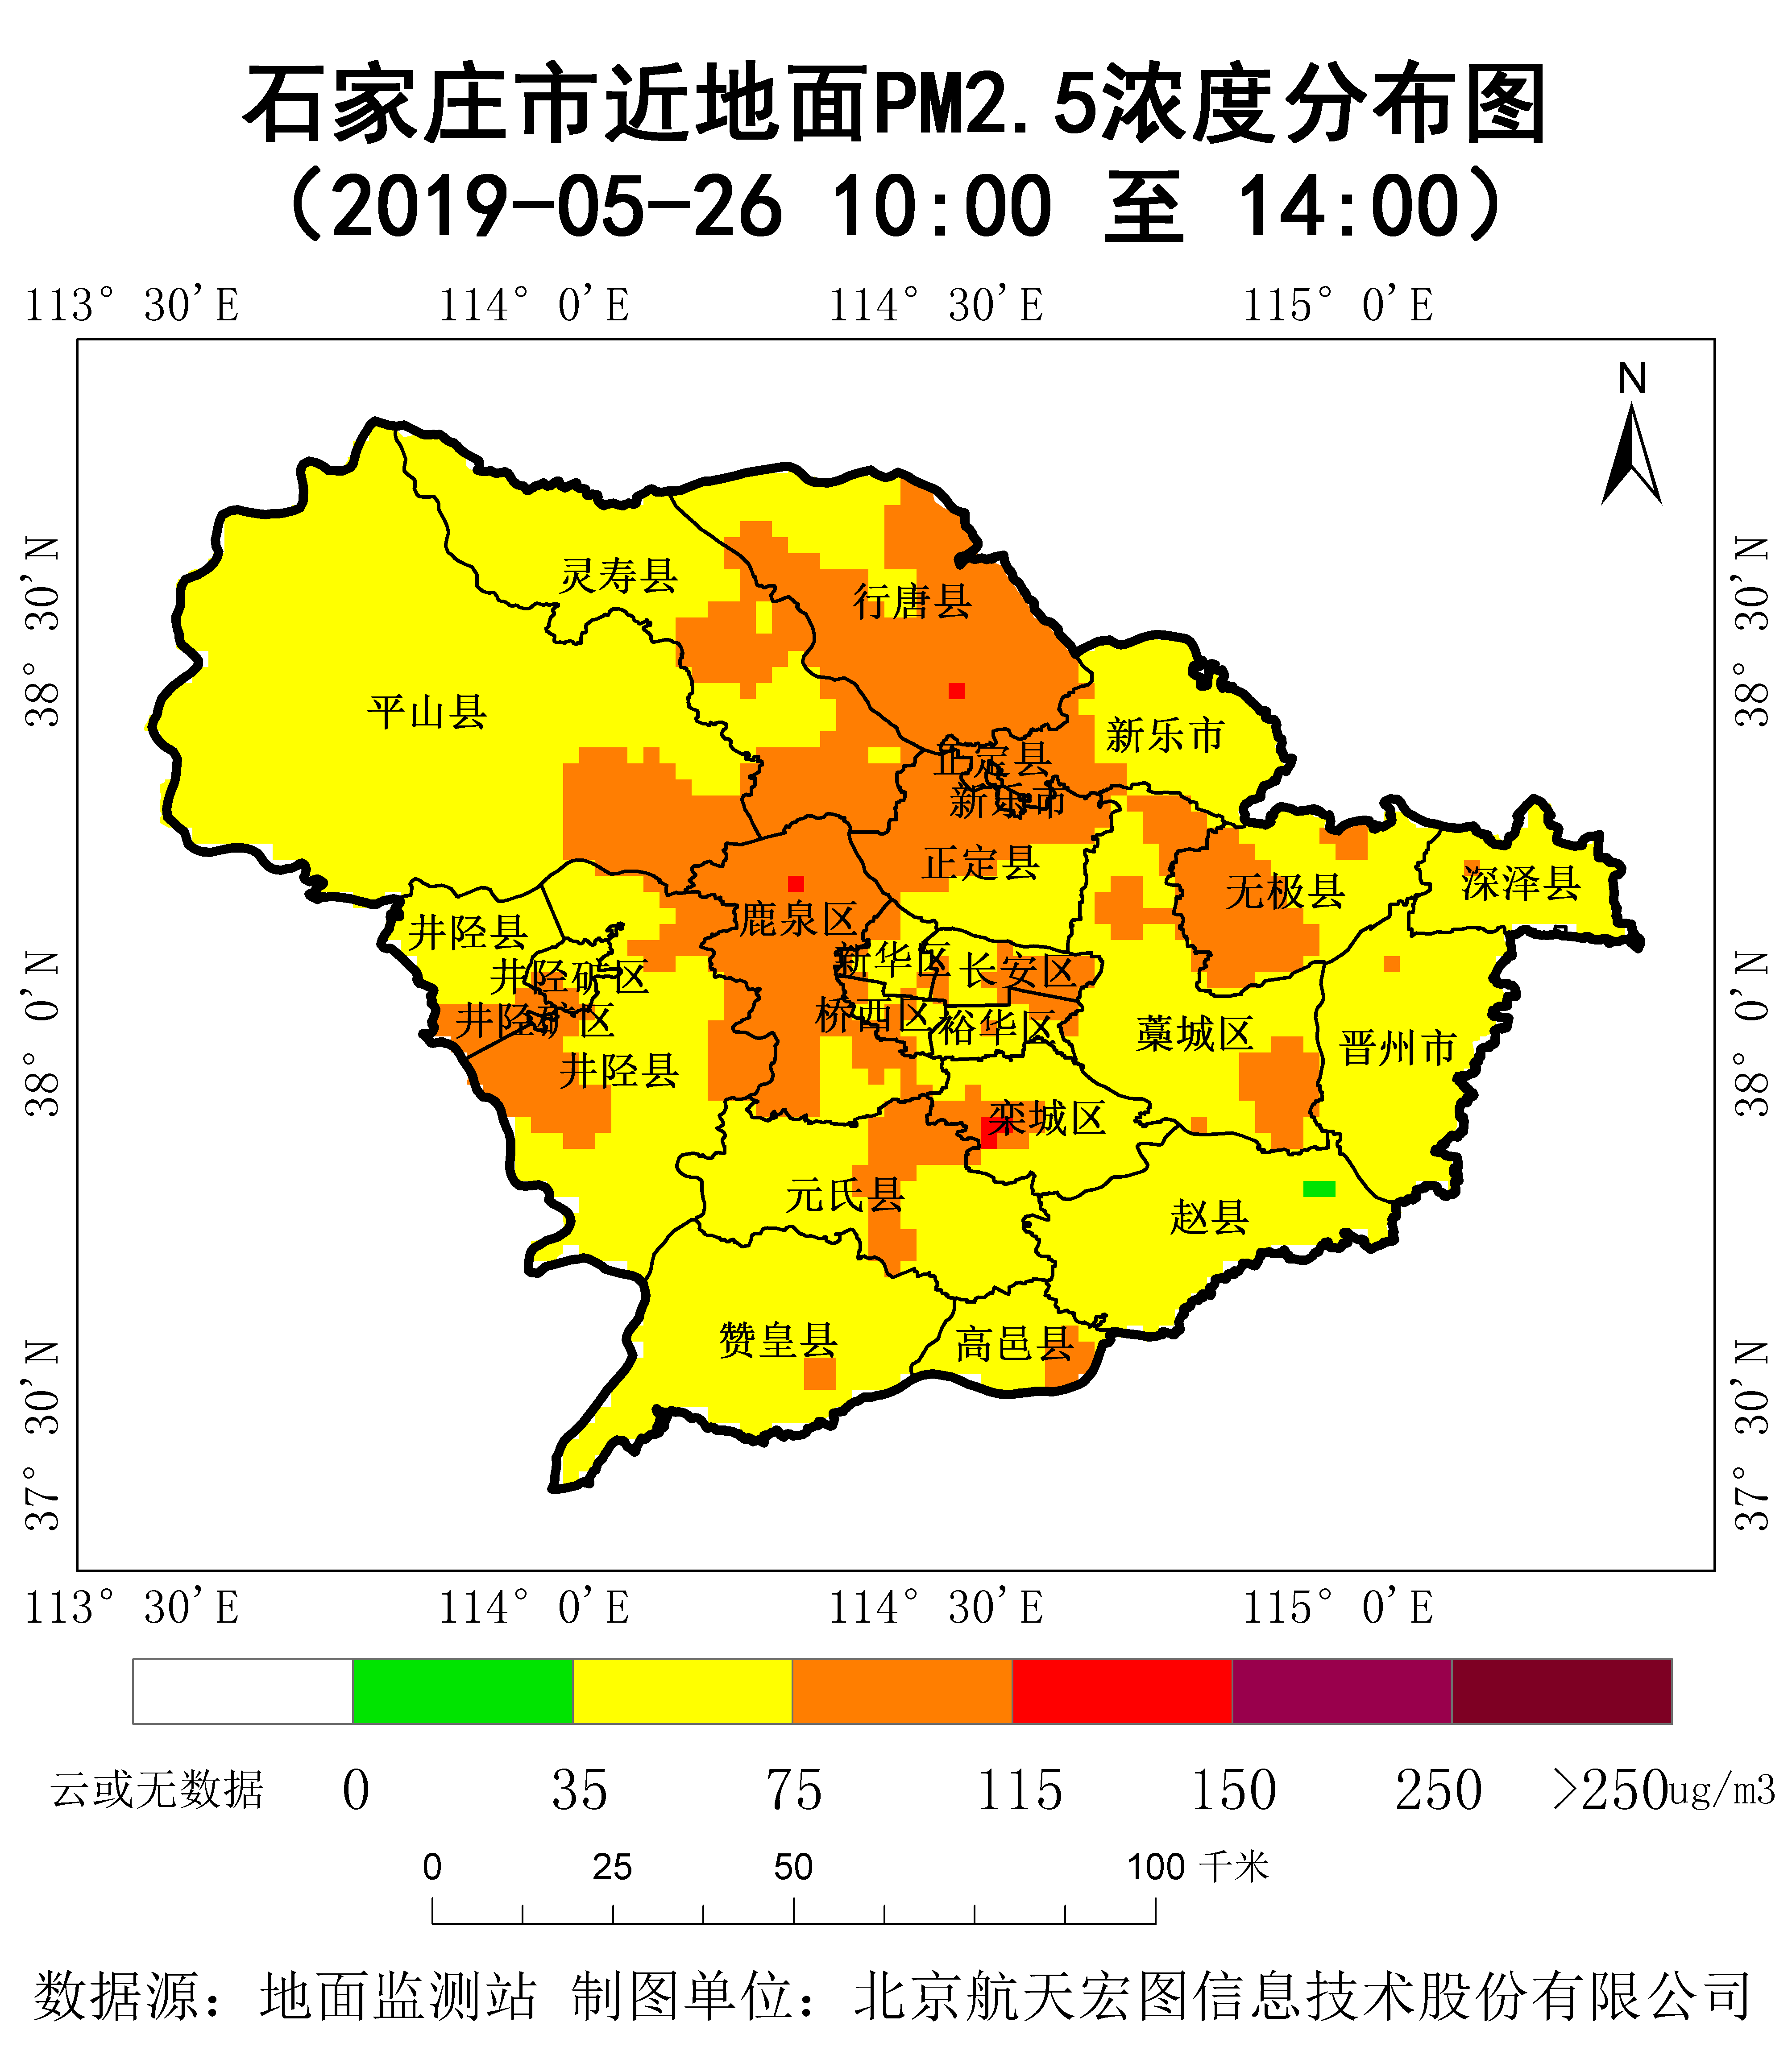 石家庄市近地面PM2.5浓度分布图
（2019-05-26 10:00 至 14:00）
113° 30'E 114° 0'E 114° 30'E 115° 0'E
N
38° 30'N
38° 30'N
灵寿县
行唐县
平山县
新乐市
正定县
新乐市
正定县
无极县
深泽县
鹿泉区
井陉县
新华区
长安区
井陉矿区
38° 0'N
38° 0'N
井陉矿区
桥西区
裕华区
藁城区
晋州市
井陉县
栾城区
元氏县
赵县
赞皇县
高邑县
37° 30'N
37° 30'N
113° 30'E 114° 0'E 114° 30'E 115° 0'E
云或无数据 0 35 75 115 150 250 >250ug/m3
0 25 50 100 千米
数据源：地面监测站 制图单位：北京航天宏图信息技术股份有限公司